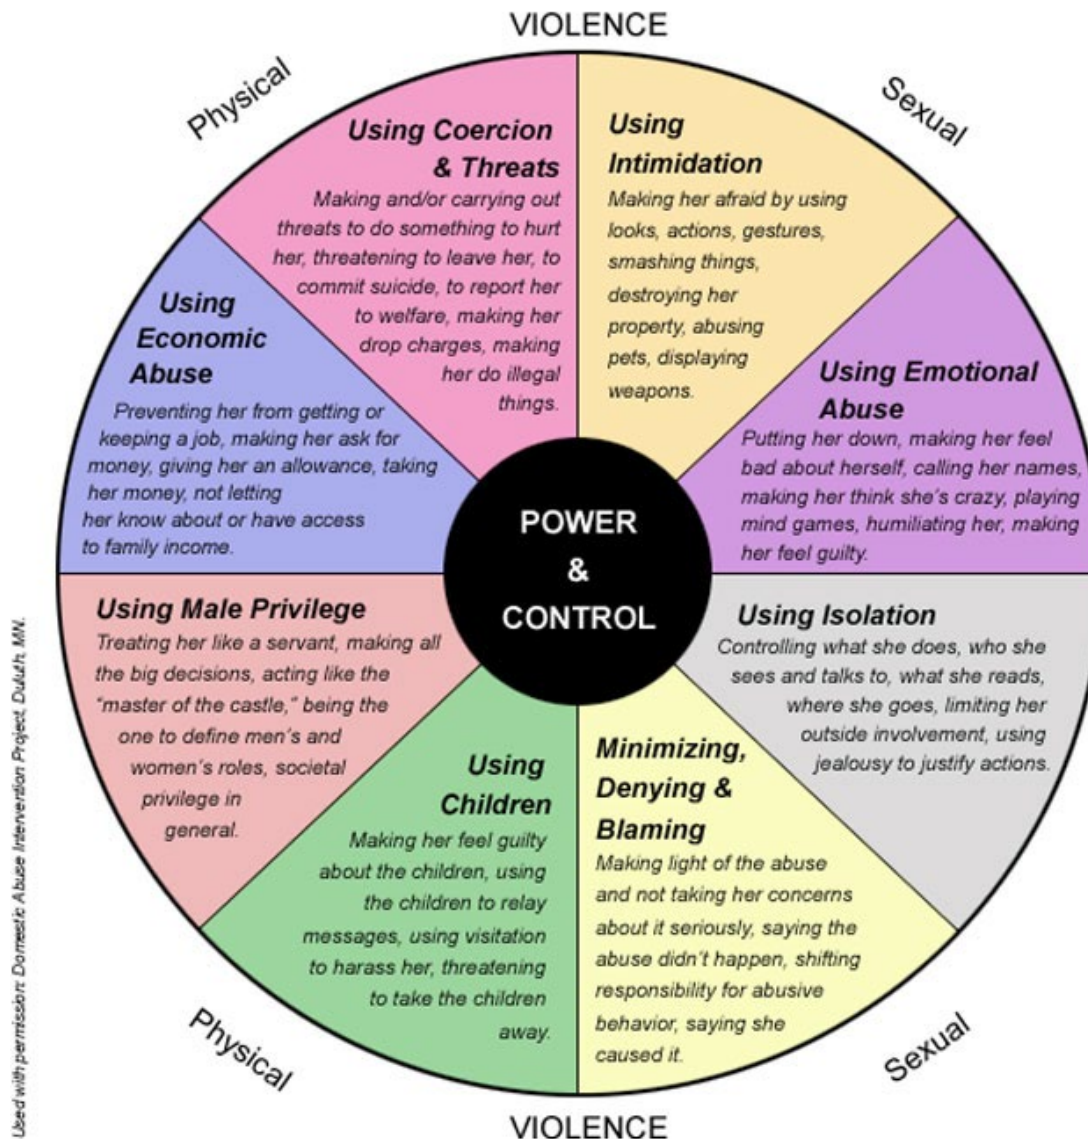 VIOLENCE
Physical
Sexual
Using Coercion
& Threats
Making and/or carrying out
threats to do something to hurt
her, threatening to leave her, to
commit suicide, to report her
to welfare, making her
drop charges, making
her do illegal
things.
Using
Intimidation
Making her afraid by using
looks, actions, gestures,
smashing things,
destroying her
property, abusing
pets, displaying
weapons.
Using Emotional
Abuse
Putting her down, making her feel
bad about herself, calling her names,
making her think she's crazy, playing
mind games, humiliating her, making
her feel guilty.
Using Isolation
Controlling what she does, who she
sees and talks to, what she reads,
where she goes, limiting her
outside involvement, using
jealousy to justify actions.
Minimizing,
Denying &
Blaming
Making light of the abuse
and not taking her concerns
about it seriously, saying the
abuse didn't happen, shifting
responsibility for abusive
behavior, saying she
caused it.
Using
Children
Making her feel guilty
about the children, using
the children to relay
messages, using visitation
to harass her, threatening
to take the children
away.
Using Male Privilege
Treating her like a servant, making all
the big decisions, acting like the
“master of the castle,” being the
one to define men's and
women's roles, societal
privilege in
general.
Using
Economic
Abuse
Preventing her from getting or
keeping a job, making her ask for
money, giving her an allowance, taking
her money, not letting
her know about or have access
to family income.
POWER
&
CONTROL
Physical
Sexual
VIOLENCE
Used with permission: Domestic Abuse Intervention Project, Duluth, MN.